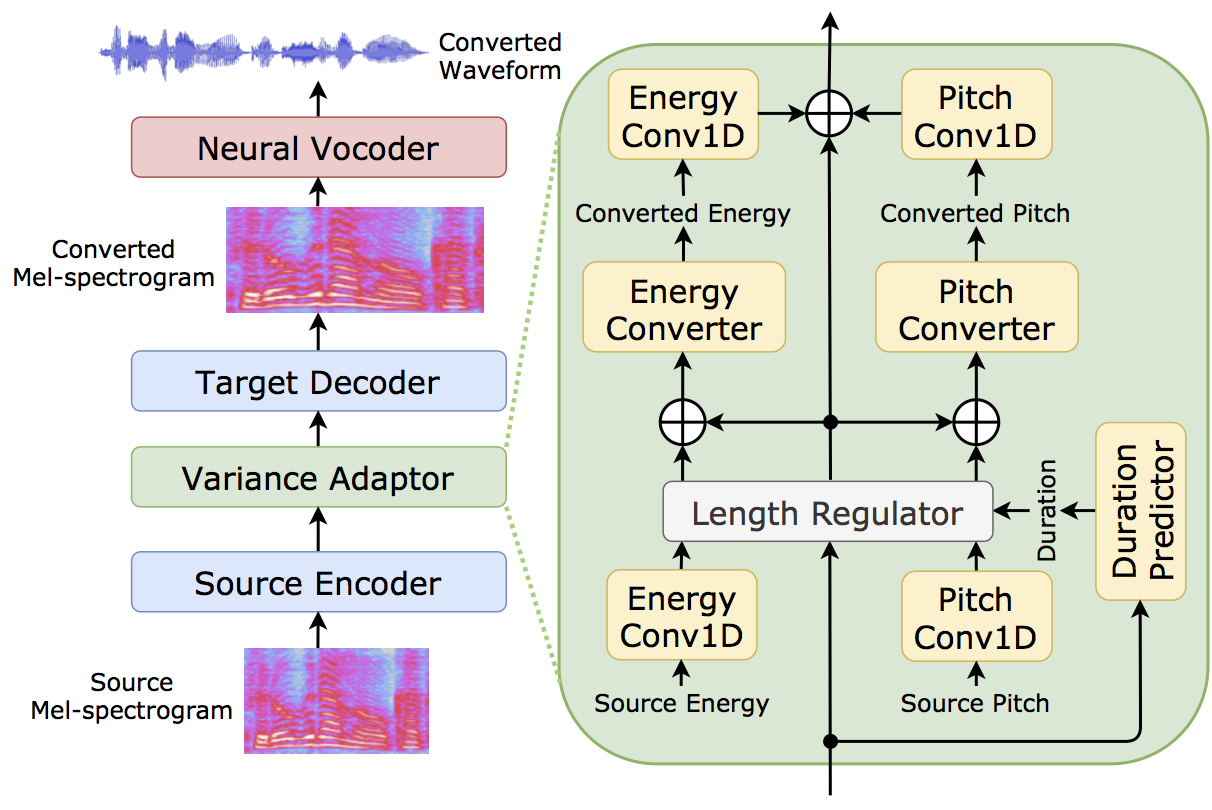 Converted
Waveform
Neural Vocoder
Converted
Mel-spectrogram
Target Decoder
Variance Adaptor
Source Encoder
Source
Mel-spectrogram
Energy
Conv1D
Pitch
Conv1D
Converted Energy
Converted Pitch
Energy
Converter
Pitch
Converter
Length Regulator
Duration
Duration
Predictor
Energy
Conv1D
Pitch
Conv1D
Source Energy
Source Pitch